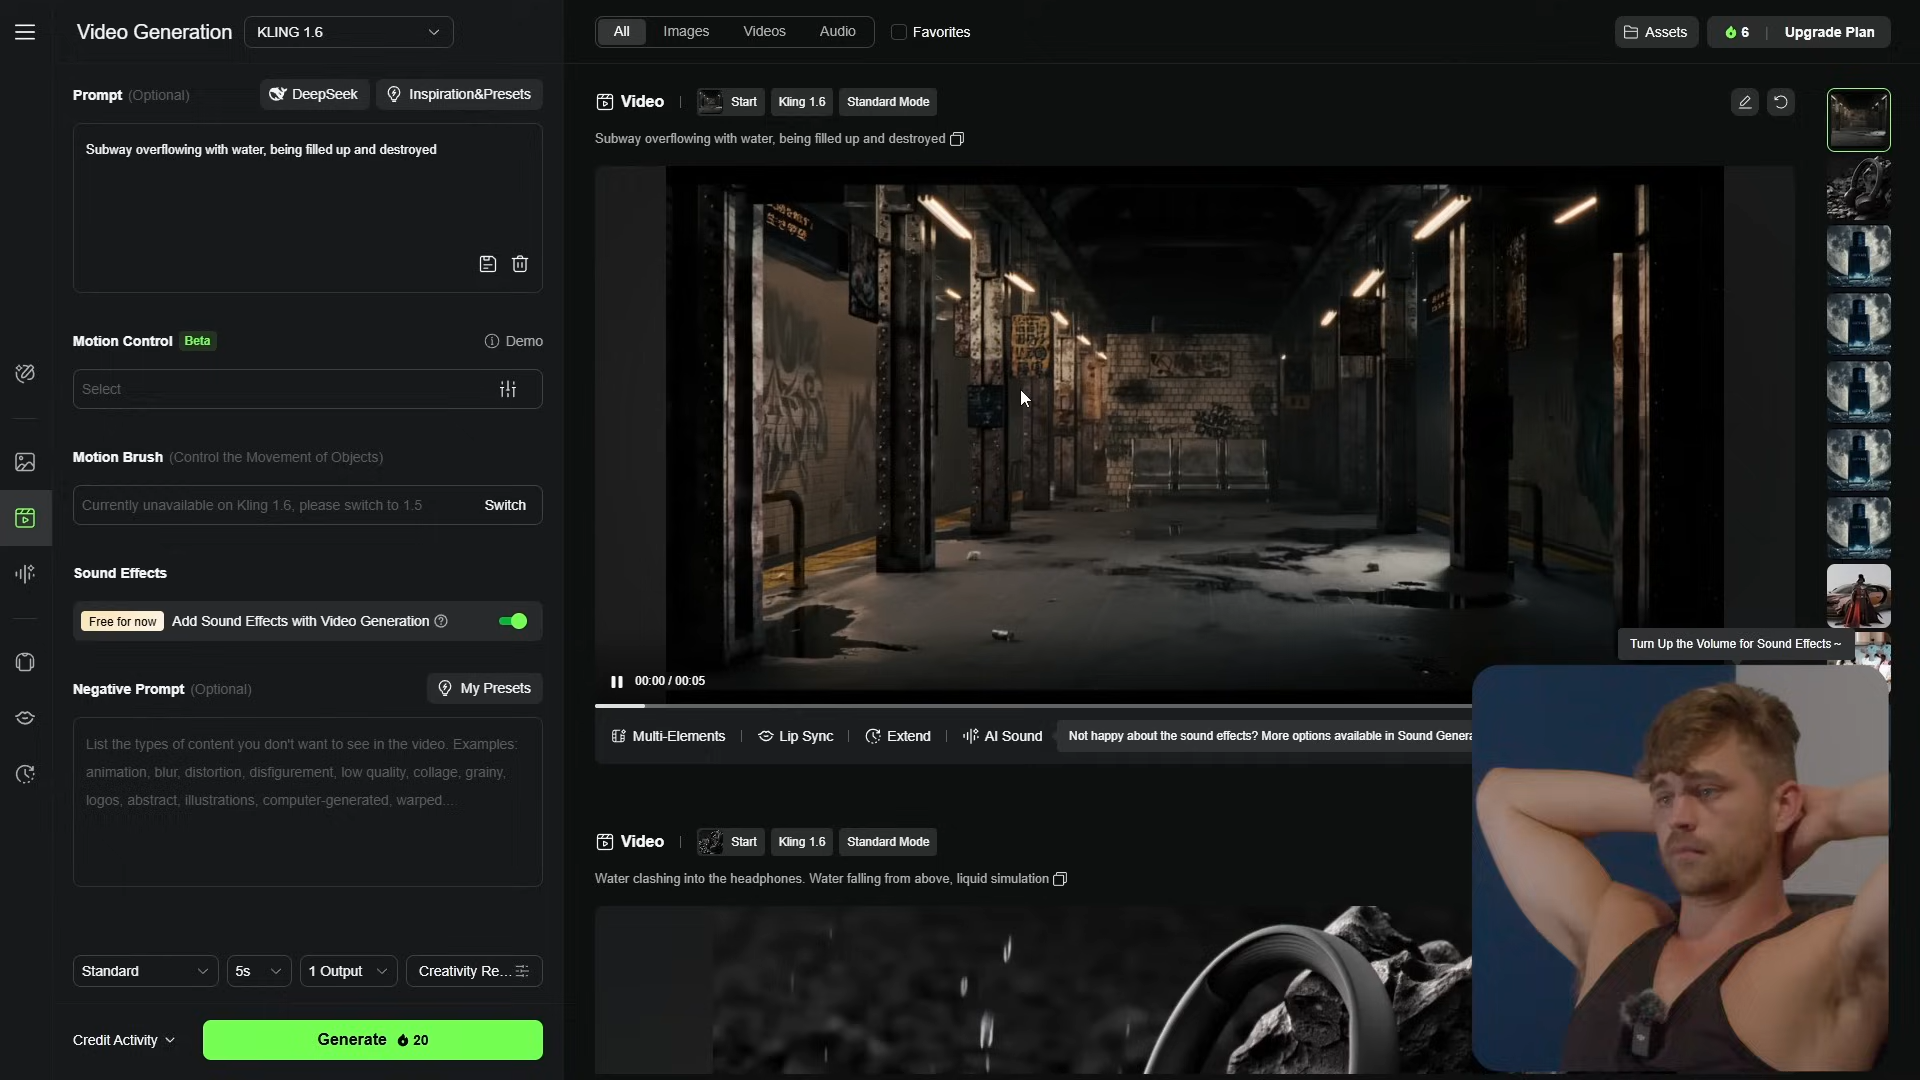 Video Generation
KLING 1.6
All
Images
Videos
Audio
Favorites
Assets
6
Upgrade Plan
Prompt (Optional)
DeepSeek
Inspiration&Presets
Subway overflowing with water, being filled up and destroyed
Motion Control Beta
Demo
Select
Motion Brush (Control the Movement of Objects)
Currently unavailable on Kling 1.6, please switch to 1.5
Switch
Sound Effects
Free for now
Add Sound Effects with Video Generation
Negative Prompt (Optional)
My Presets
List the types of content you don't want to see in the video. Examples:
animation, blur, distortion, disfigurement, low quality, collage, grainy,
logos, abstract, illustrations, computer-generated, warped....
Standard
5s
1 Output
Creativity Re...
Credit Activity
Generate
20
Video
Start
Kling 1.6
Standard Mode
Subway overflowing with water, being filled up and destroyed
00:00 / 00:05
Turn Up the Volume for Sound Effects ~
Multi-Elements
Lip Sync
Extend
AI Sound
Not happy about the sound effects? More options available in Sound Genera
Video
Start
Kling 1.6
Standard Mode
Water clashing into the headphones. Water falling from above, liquid simulation